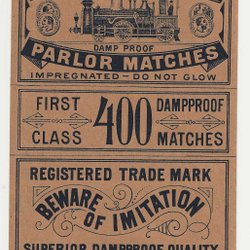 DAMP PROOF
PARLOR MATCHES
IMPREGNATED – DO NOT GLOW
FIRST CLASS
400
DAMPPROOF MATCHES
REGISTERED TRADE MARK
BEWARE
OF IMITATION
SUPERIOR DAMPPROOF QUALITY